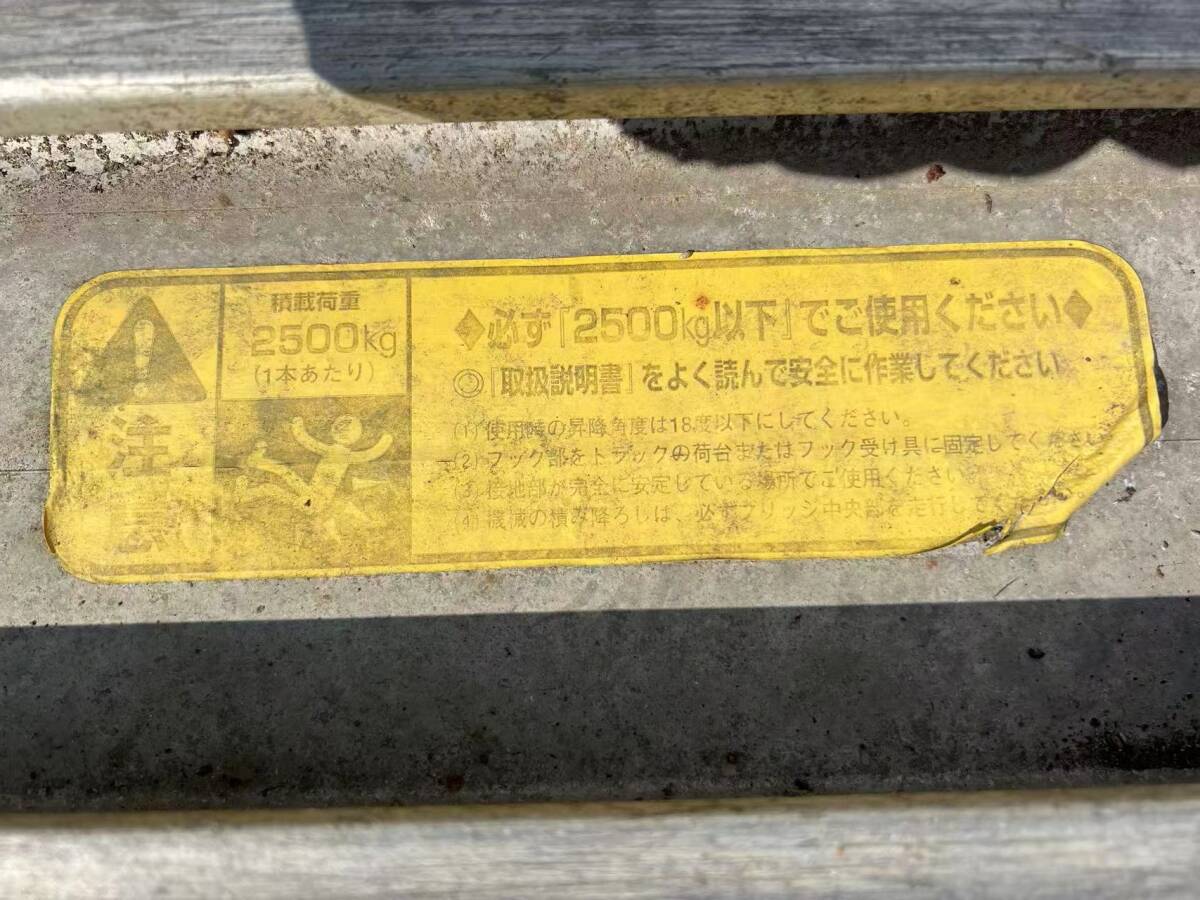 注意
積載荷重
2500kg
(1本あたり)
◆必ず『2500kg以下』でご使用ください◆
◎『取扱説明書』をよく読んで安全に作業してください。
(1) 使用時の昇降角度は18度以下にしてください。
(2) フック部をトラックの荷台またはフック受け具に固定してください
(3) 接地部が完全に安定している場所でご使用ください
(4) 機械の積み降ろしは、必ずブリッジ中央部を走行してく